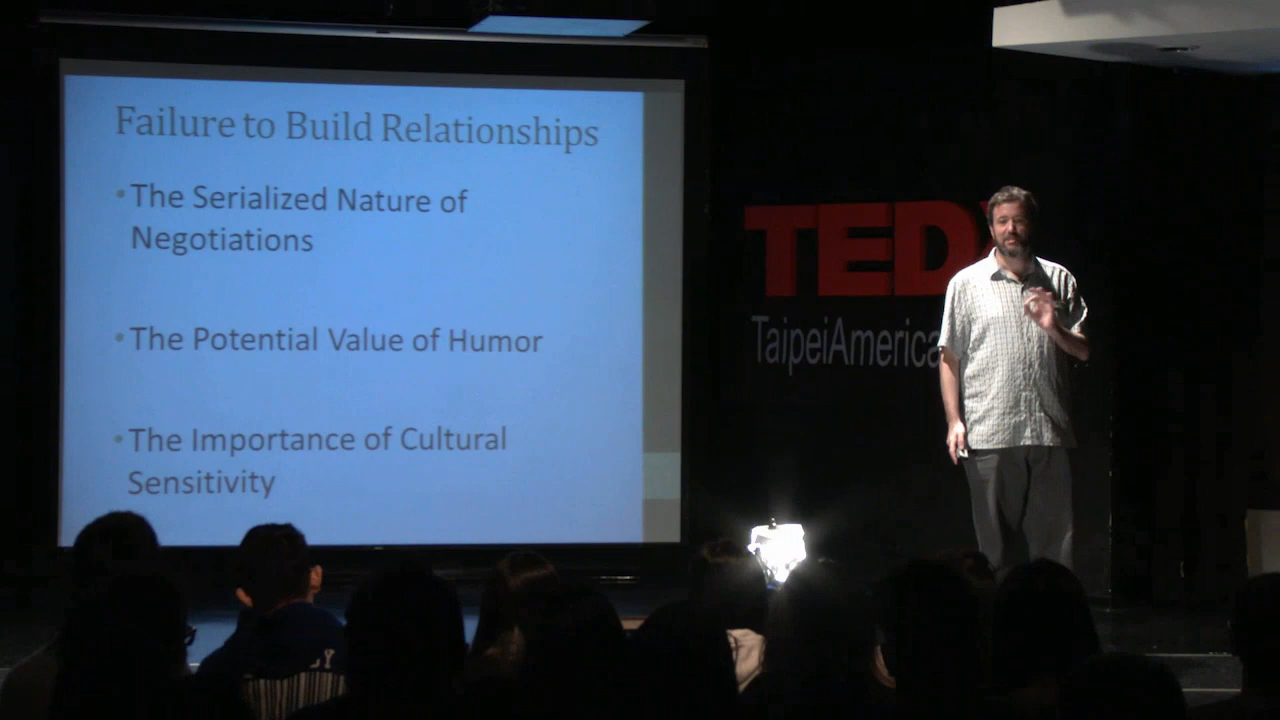 Failure to Build Relationships
• The Serialized Nature of
Negotiations
• The Potential Value of Humor
• The Importance of Cultural
Sensitivity
TEDx
TaipeiAmerica